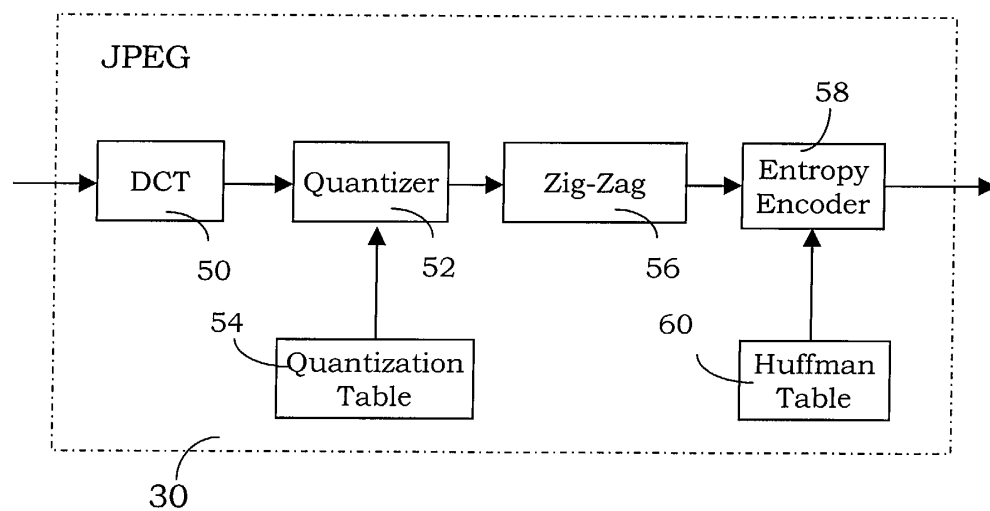 JPEG
58
DCT
Quantizer
Zig-Zag
Entropy
Encoder
50
52
56
54
60
Quantization
Table
Huffman
Table
30